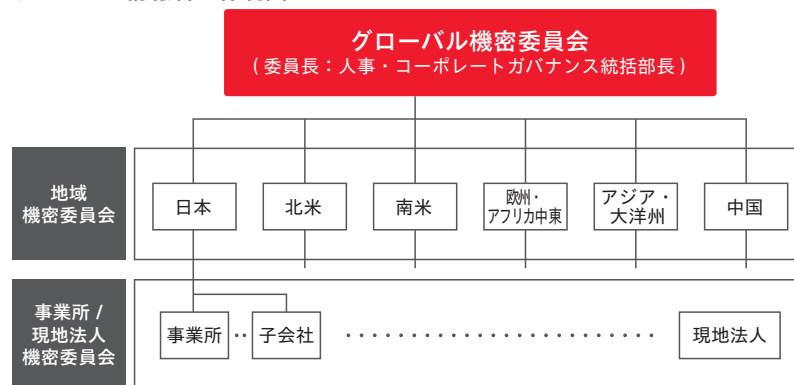 グローバル機密委員会
（委員長：人事・コーポレートガバナンス統括部長）
地域
機密委員会
日本
北米
南米
欧州・
アフリカ中東
アジア・
大洋州
中国
事業所 /
現地法人
機密委員会
事業所
子会社
現地法人